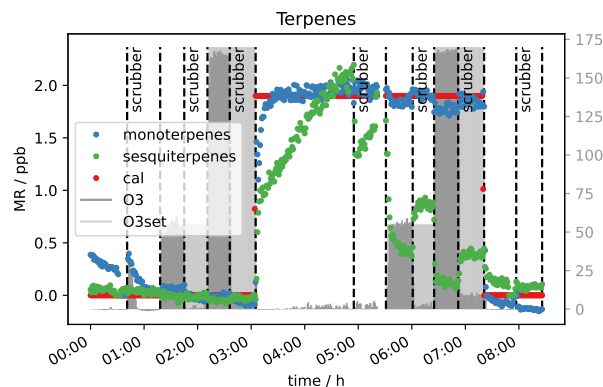 Terpenes
scrubber
scrubber
scrubber
scrubber
scrubber
scrubber
scrubber
monoterpenes
sesquiterpenes
cal
O3
O3set
MR / ppb
2.0
1.5
1.0
0.5
0.0
175
150
125
100
75
50
25
0
00:00
01:00
02:00
03:00
04:00
05:00
06:00
07:00
08:00
time / h